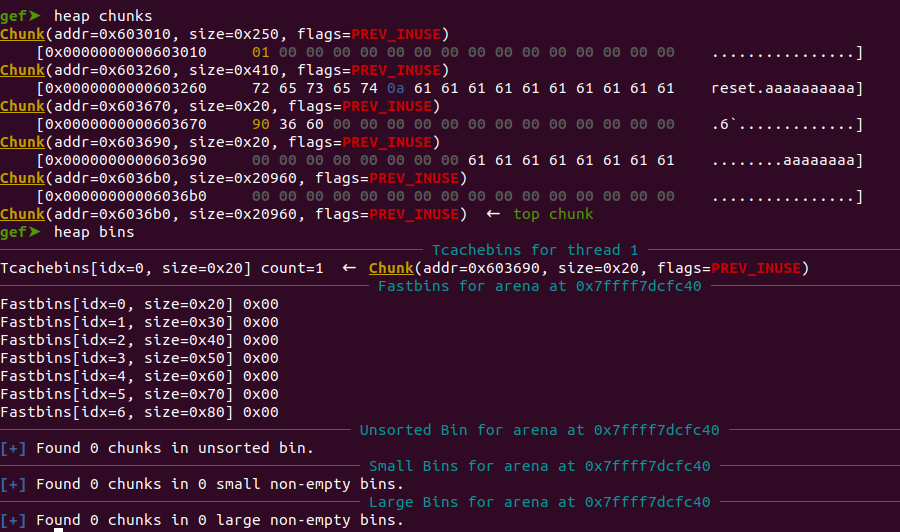 gef➤  heap chunks
Chunk(addr=0x603010, size=0x250, flags=PREV_INUSE)
    [0x0000000000603010     01 00 00 00 00 00 00 00 00 00 00 00 00 00 00 00    ................]
Chunk(addr=0x603260, size=0x410, flags=PREV_INUSE)
    [0x0000000000603260     72 65 73 65 74 0a 61 61 61 61 61 61 61 61 61 61    reset.aaaaaaaaaa]
Chunk(addr=0x603670, size=0x20, flags=PREV_INUSE)
    [0x0000000000603670     90 36 60 00 00 00 00 00 00 00 00 00 00 00 00 00    .6`.............]
Chunk(addr=0x603690, size=0x20, flags=PREV_INUSE)
    [0x0000000000603690     00 00 00 00 00 00 00 00 61 61 61 61 61 61 61 61    ........aaaaaaaa]
Chunk(addr=0x6036b0, size=0x20960, flags=PREV_INUSE)
    [0x00000000006036b0     00 00 00 00 00 00 00 00 00 00 00 00 00 00 00 00    ................]
Chunk(addr=0x6036b0, size=0x20960, flags=PREV_INUSE)  ←  top chunk
gef➤  heap bins
Tcachebins for thread 1
Tcachebins[idx=0, size=0x20] count=1  ←  Chunk(addr=0x603690, size=0x20, flags=PREV_INUSE)
Fastbins for arena at 0x7ffff7dcfc40
Fastbins[idx=0, size=0x20] 0x00
Fastbins[idx=1, size=0x30] 0x00
Fastbins[idx=2, size=0x40] 0x00
Fastbins[idx=3, size=0x50] 0x00
Fastbins[idx=4, size=0x60] 0x00
Fastbins[idx=5, size=0x70] 0x00
Fastbins[idx=6, size=0x80] 0x00
Unsorted Bin for arena at 0x7ffff7dcfc40
[+] Found 0 chunks in unsorted bin.
Small Bins for arena at 0x7ffff7dcfc40
[+] Found 0 chunks in 0 small non-empty bins.
Large Bins for arena at 0x7ffff7dcfc40
[+] Found 0 chunks in 0 large non-empty bins.